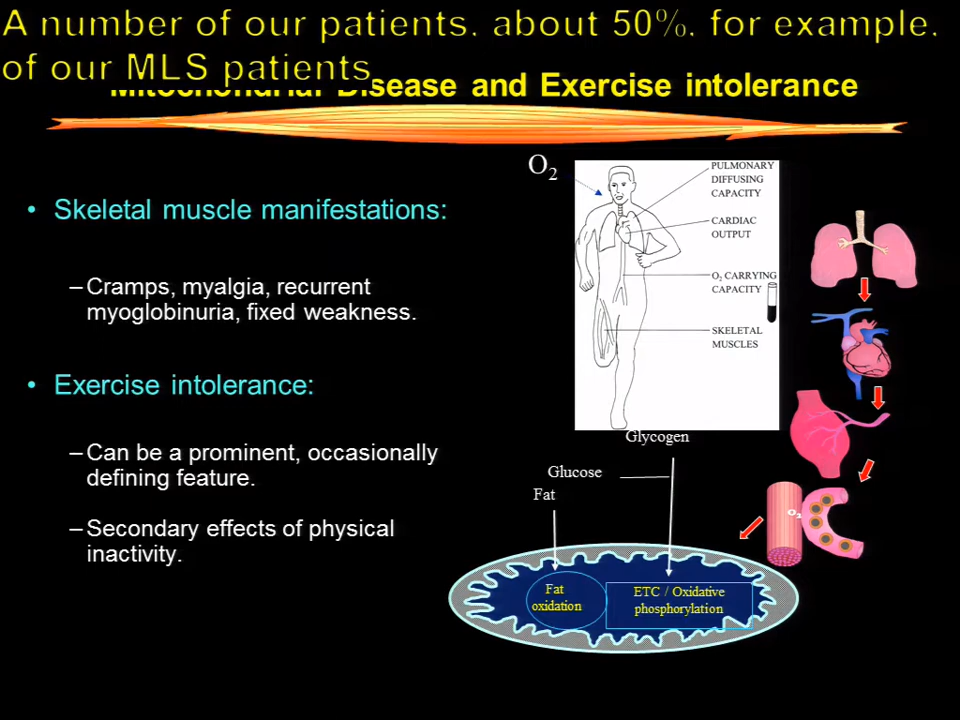 A number of our patients, about 50%, for example,
of our MLS patients
Mitochondrial Disease and Exercise intolerance
O2
PULMONARY
DIFFUSING
CAPACITY
CARDIAC
OUTPUT
O2 CARRYING
CAPACITY
SKELETAL
MUSCLES
• Skeletal muscle manifestations:
– Cramps, myalgia, recurrent
myoglobinuria, fixed weakness.
• Exercise intolerance:
– Can be a prominent, occasionally
defining feature.
– Secondary effects of physical
inactivity.
Glycogen
Glucose
Fat
O2
Fat
oxidation
ETC / Oxidative
phosphorylation